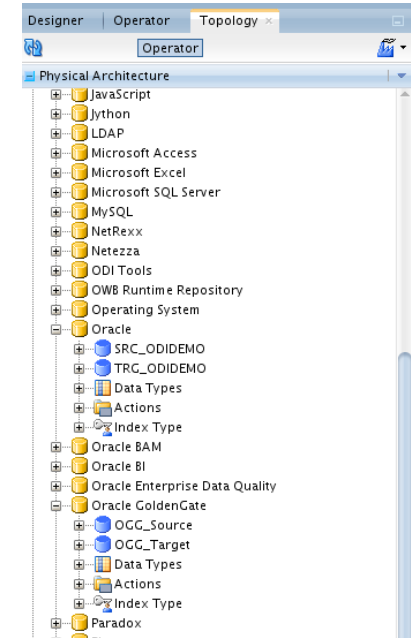 Designer Operator Topology
Operator
Physical Architecture
JavaScript
Jython
LDAP
Microsoft Access
Microsoft Excel
Microsoft SQL Server
MySQL
NetRexx
Netezza
ODI Tools
OWB Runtime Repository
Operating System
Oracle
SRC_ODIDEMO
TRG_ODIDEMO
Data Types
Actions
Index Type
Oracle BAM
Oracle BI
Oracle Enterprise Data Quality
Oracle GoldenGate
OGG_Source
OGG_Target
Data Types
Actions
Index Type
Paradox